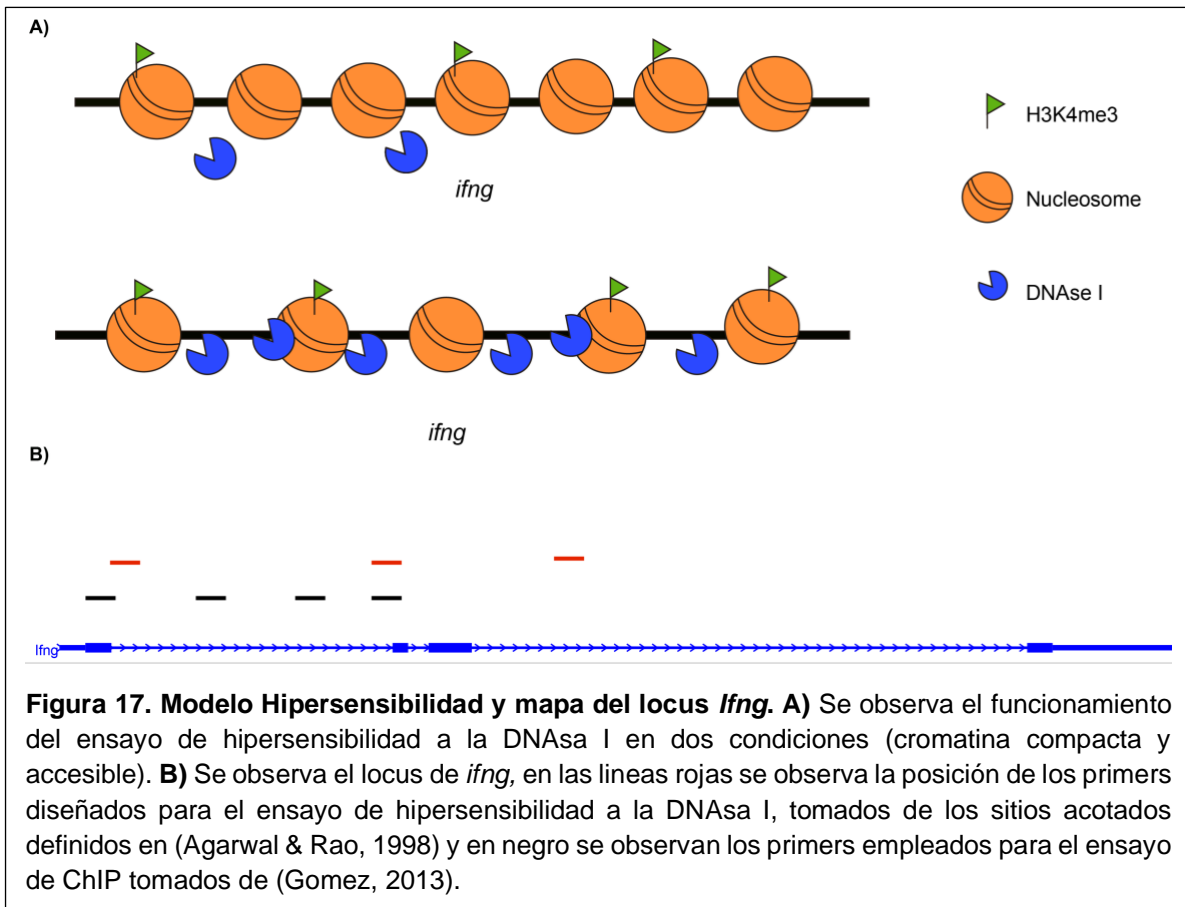 A)
H3K4me3
Nucleosome
DNAse I
ifng
ifng
B)
Ifng
Figura 17. Modelo Hipersensibilidad y mapa del locus Ifng. A) Se observa el funcionamiento
del ensayo de hipersensibilidad a la DNAsa I en dos condiciones (cromatina compacta y
accesible). B) Se observa el locus de ifng, en las lineas rojas se observa la posición de los primers
diseñados para el ensayo de hipersensibilidad a la DNAsa I, tomados de los sitios acotados
definidos en (Agarwal & Rao, 1998) y en negro se observan los primers empleados para el ensayo
de ChIP tomados de (Gomez, 2013).